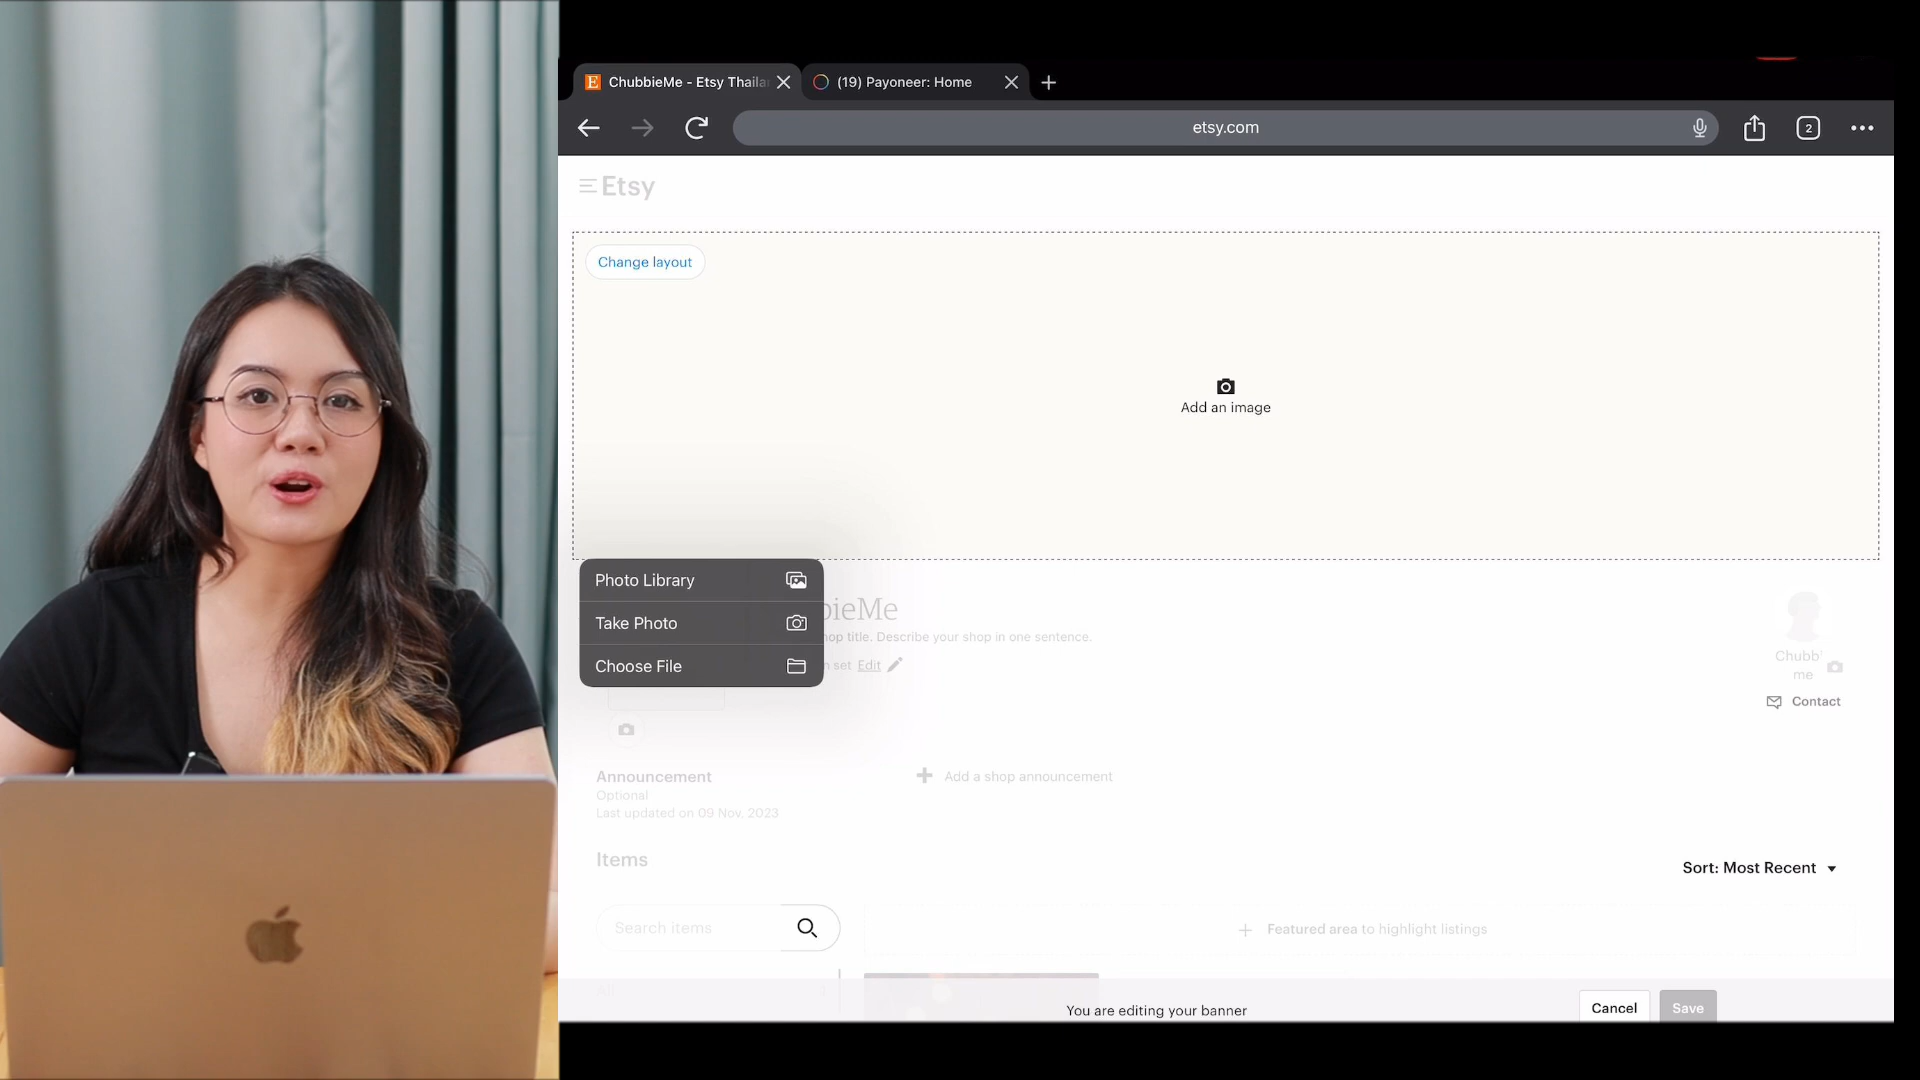 ChubbieMe - Etsy Thaila
(19) Payoneer: Home
etsy.com
2
Etsy
Change layout
Add an image
Photo Library
Take Photo
Choose File
bieMe
hop title. Describe your shop in one sentence.
n set Edit
Chubb'
me
Contact
Announcement
Optional
Last updated on 09 Nov, 2023
Add a shop announcement
Items
Sort: Most Recent
Search items
Featured area to highlight listings
All
You are editing your banner
Cancel
Save